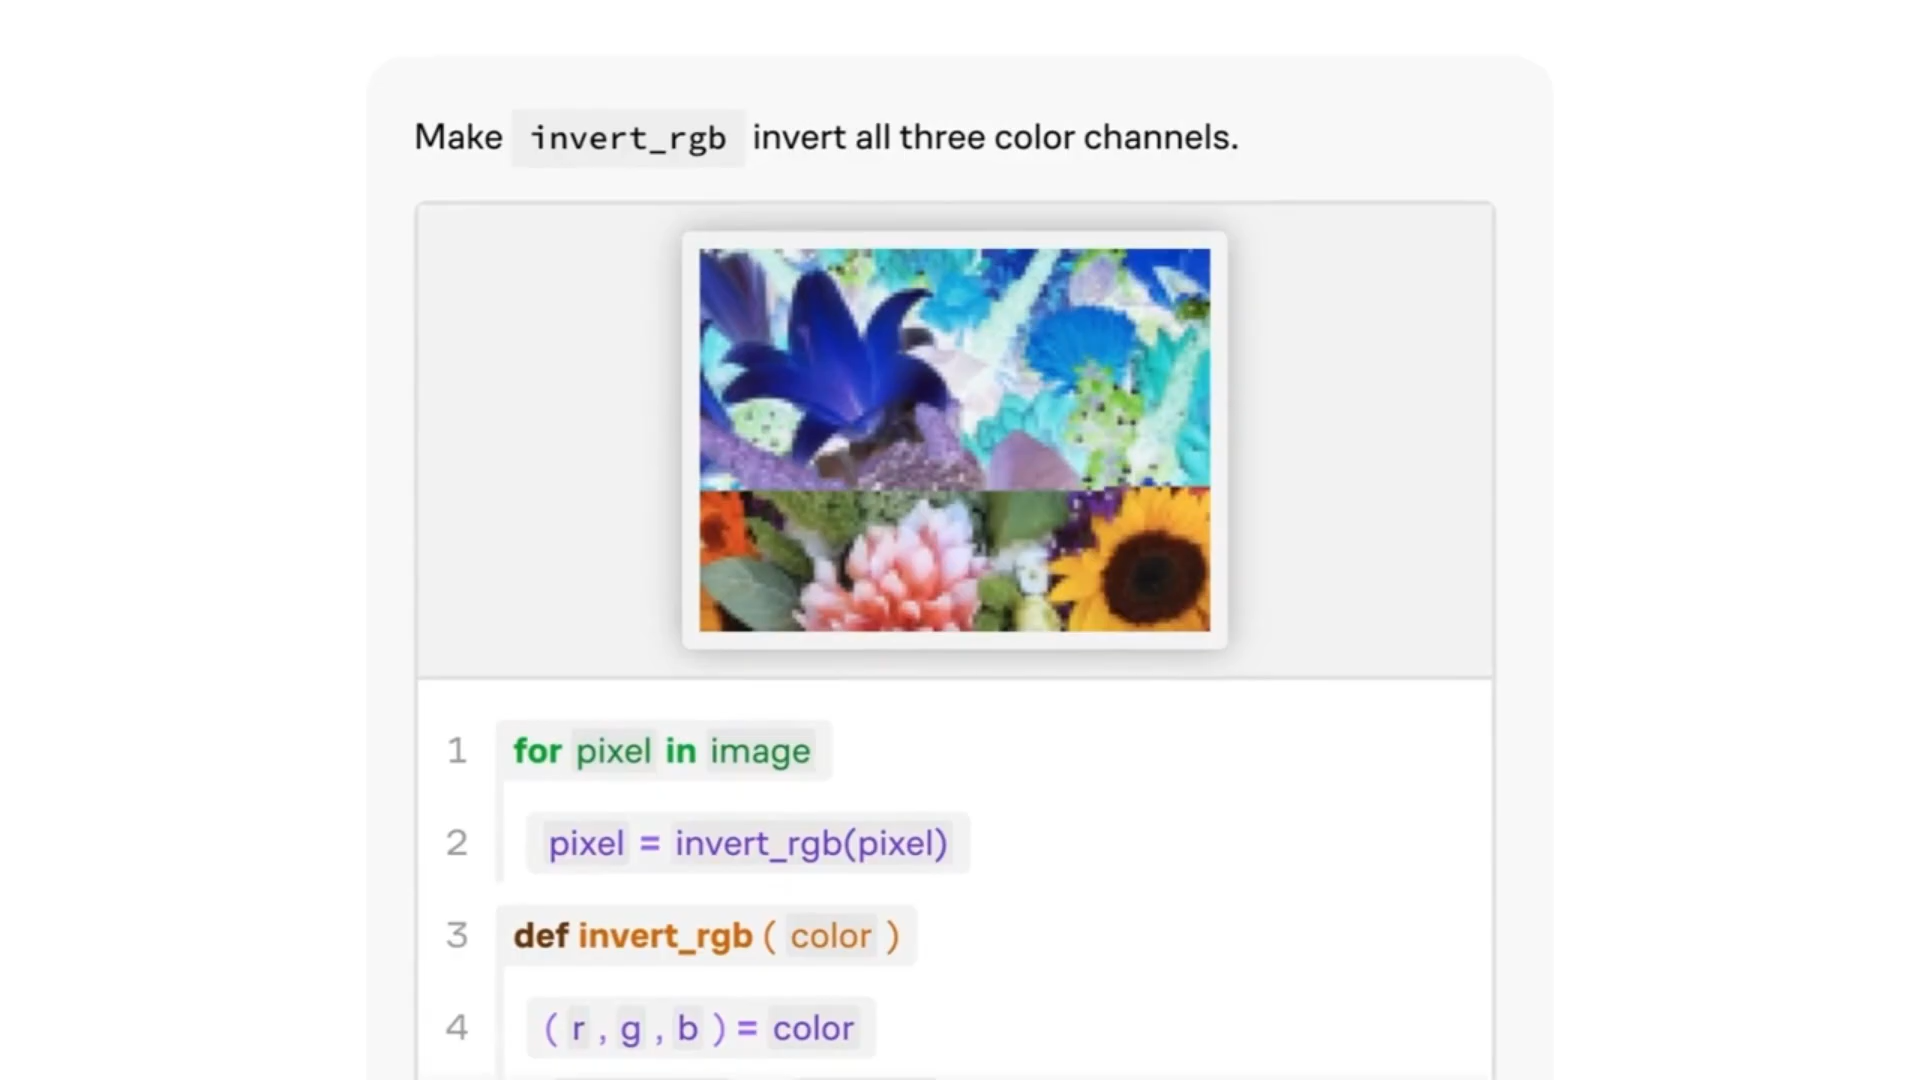 Make invert_rgb invert all three color channels.
1 for pixel in image
2 pixel = invert_rgb(pixel)
3 def invert_rgb ( color )
4 ( r , g , b ) = color